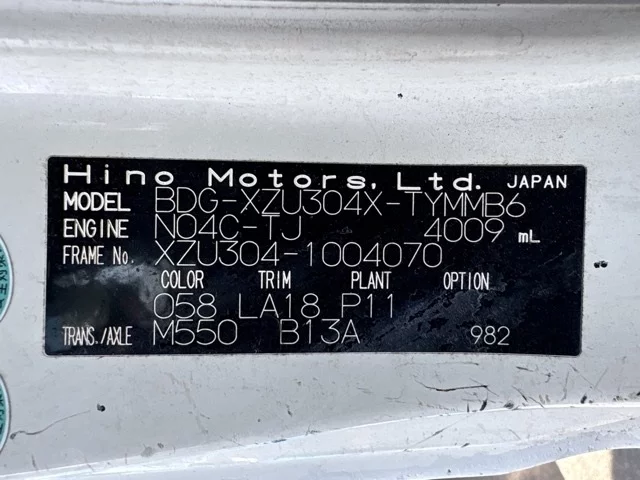 Hino Motors, Ltd. JAPAN
MODEL BDG-XZU304X-TYMMB6
ENGINE N04C-TJ 4009 mL
FRAME No. XZU304-1004070
COLOR TRIM PLANT OPTION
058 LA18 P11
TRANS./AXLE M550 B13A 982